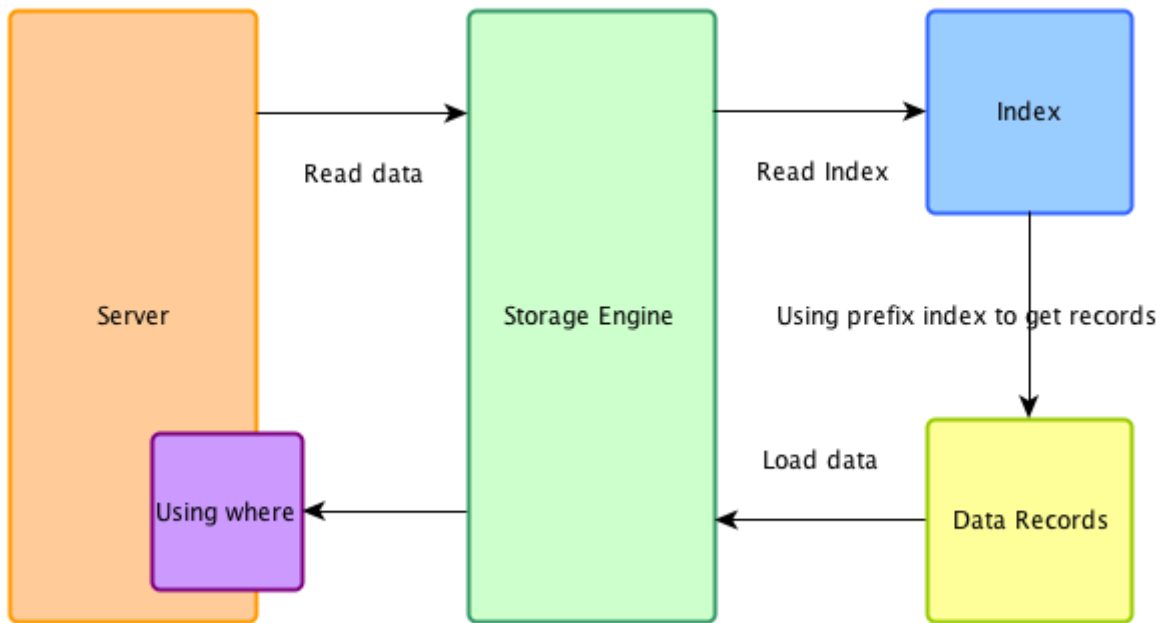 Index
Read data
Read Index
Server
Storage Engine
Using prefix index to get records
Load data
Using where
Data Records